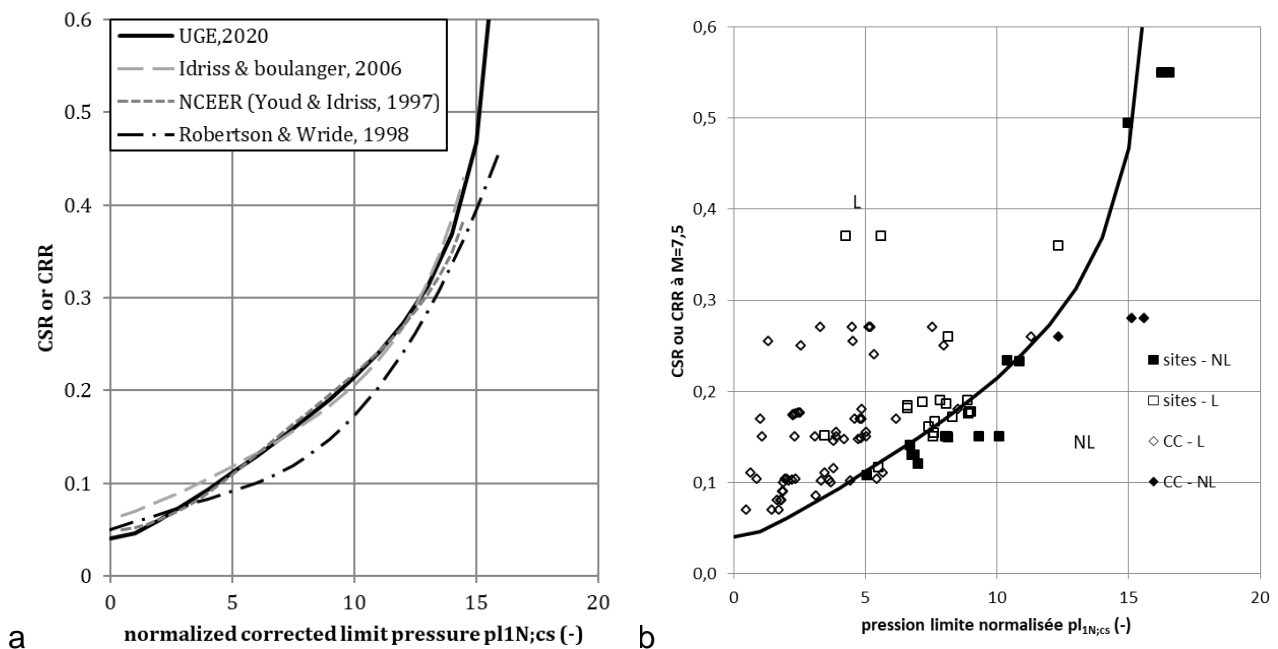 0.6
0.5
0.4
0.3
0.2
0.1
0
CSR or CRR
UGE,2020
Idriss & boulanger, 2006
NCEER (Youd & Idriss, 1997)
Robertson & Wride, 1998
0 5 10 15 20
normalized corrected limit pressure pl1N;cs (-)
a
0,6
0,5
0,4
0,3
0,2
0,1
0,0
CSR ou CRR à M=7,5
L
NL
sites - NL
sites - L
CC - L
CC - NL
0 5 10 15 20
pression limite normalisée pl1N;cs (-)
b